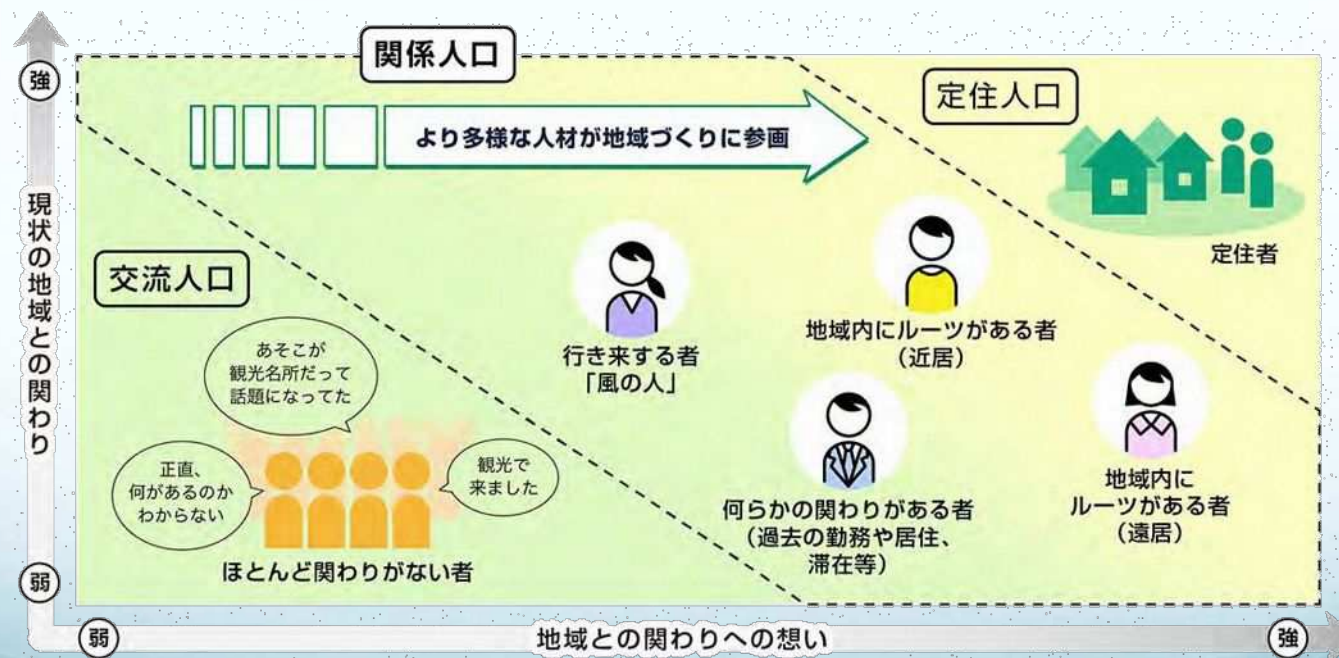 関係人口
強
定住人口
より多様な人材が地域づくりに参画
現状の地域との関わり
定住者
交流人口
地域内にルーツがある者
（近居）
行き来する者
「風の人」
あそこが
観光名所だって
話題になってた
正直、
何があるのか
わからない
観光で
来ました
地域内に
ルーツがある者
（遠居）
何らかの関わりがある者
（過去の勤務や居住、
滞在等）
ほとんど関わりがない者
弱
弱
地域との関わりへの想い
強